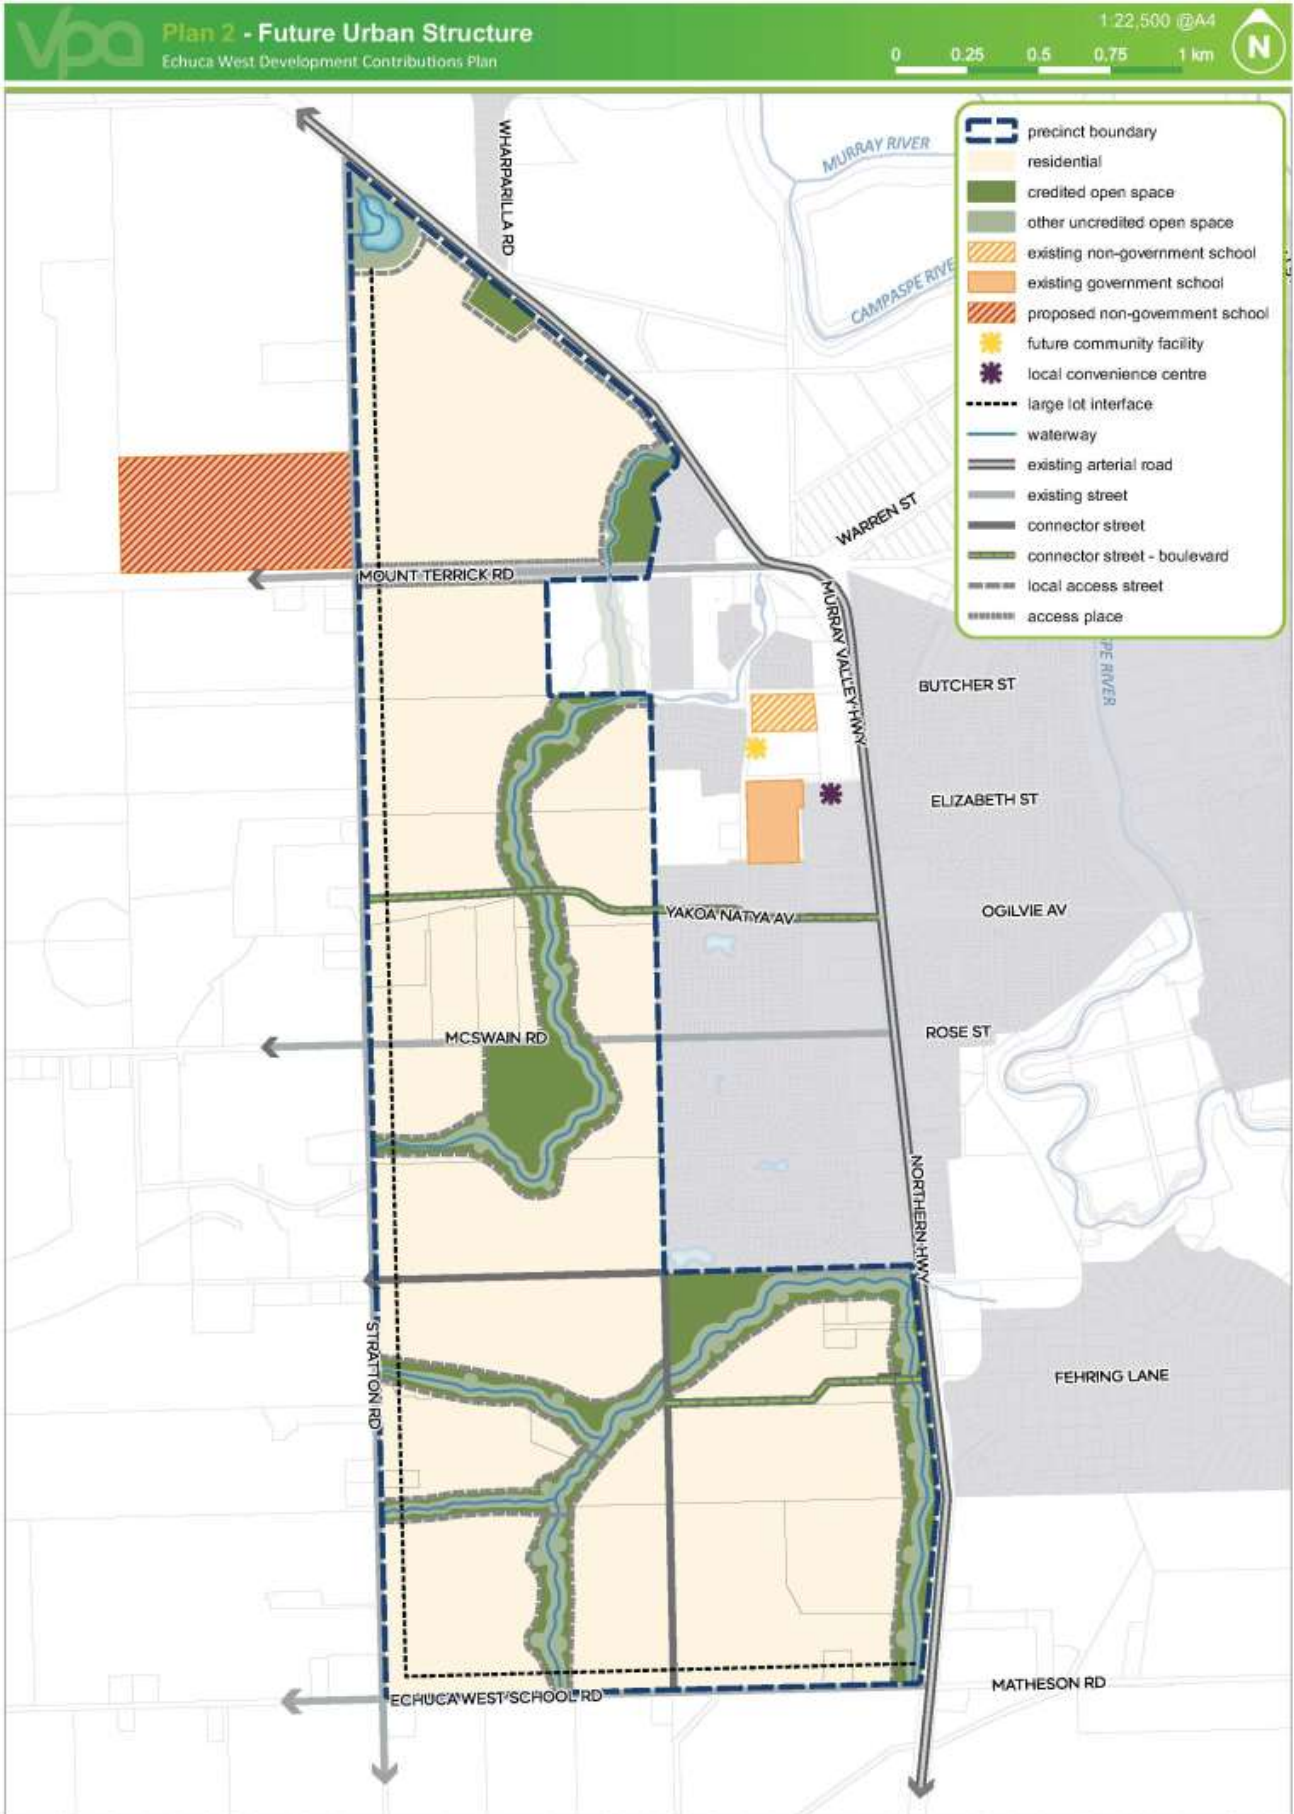 vpa
Plan 2 - Future Urban Structure
Echuca West Development Contributions Plan
1:22,500 @A4
0 0.25 0.5 0.75 1 km
N
precinct boundary
residential
credited open space
other uncredited open space
existing non-government school
existing government school
proposed non-government school
future community facility
local convenience centre
large lot interface
waterway
existing arterial road
existing street
connector street
connector street - boulevard
local access street
access place
WHARPARILLA RD
MURRAY RIVER
CAMPASPE RIVE
WARREN ST
MOUNT TERRICK RD
MURRAY VALLEY HWY
PE RIVER
BUTCHER ST
ELIZABETH ST
YAKOA NATYA AV
OGILVIE AV
MCSWAIN RD
ROSE ST
NORTHERN HWY
STRATTON RD
FEHRING LANE
ECHUCA WEST SCHOOL RD
MATHESON RD